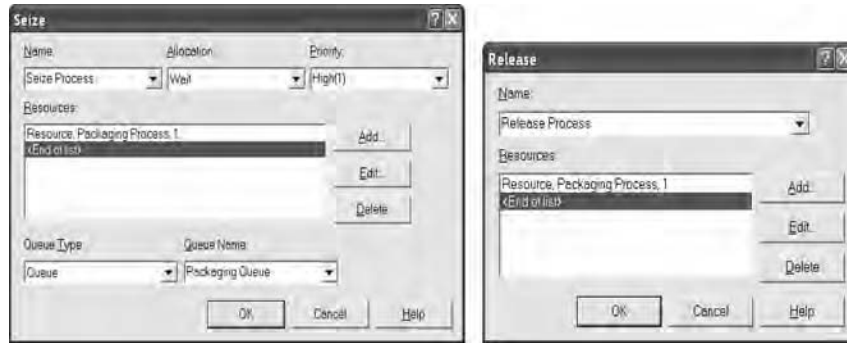 Seize
Name:
Allocation:
Priority:
Seize Process
Wait
High(1)
Resources:
Resource, Packaging Process, 1
<End of list>
Add...
Edit...
Delete
Queue Type:
Queue Name:
Queue
Packaging Queue
OK
Cancel
Help
Release
Name:
Release Process
Resources:
Resource, Packaging Process, 1
<End of list>
Add...
Edit...
Delete
OK
Cancel
Help